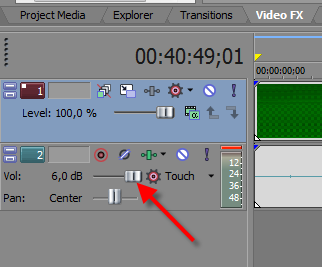 Project Media Explorer Transitions Video FX
00:40:49;01
00:00:00;00
1
Level: 100,0 %
2
12
Vol: 6,0 dB Touch 24
36
Pan: Center 48